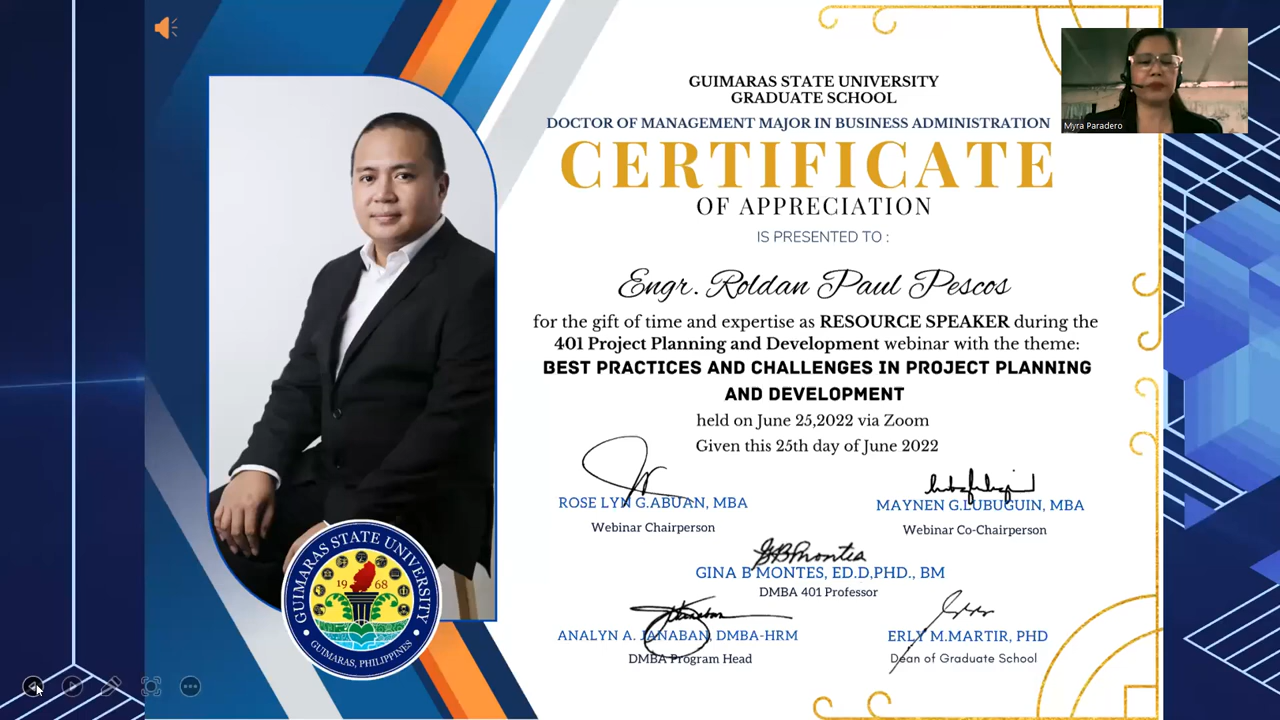 GUIMARAS STATE UNIVERSITY
GRADUATE SCHOOL
DOCTOR OF MANAGEMENT MAJOR IN BUSINESS ADMINISTRATION
CERTIFICATE
OF APPRECIATION
IS PRESENTED TO :
Engr. Roldan Paul Pescos
for the gift of time and expertise as RESOURCE SPEAKER during the
401 Project Planning and Development webinar with the theme:
BEST PRACTICES AND CHALLENGES IN PROJECT PLANNING
AND DEVELOPMENT
held on June 25,2022 via Zoom
Given this 25th day of June 2022
ROSE LYN G.ABUAN, MBA
Webinar Chairperson
MAYNEN G.LUBUGUIN, MBA
Webinar Co-Chairperson
GBMontes
GINA B MONTES, ED.D,PHD., BM
DMBA 401 Professor
ANALYN A. JANABAN, DMBA-HRM
DMBA Program Head
ERLY M.MARTIR, PHD
Dean of Graduate School
GUIMARAS STATE UNIVERSITY
1968
GUIMARAS, PHILIPPINES
Myra Paradero